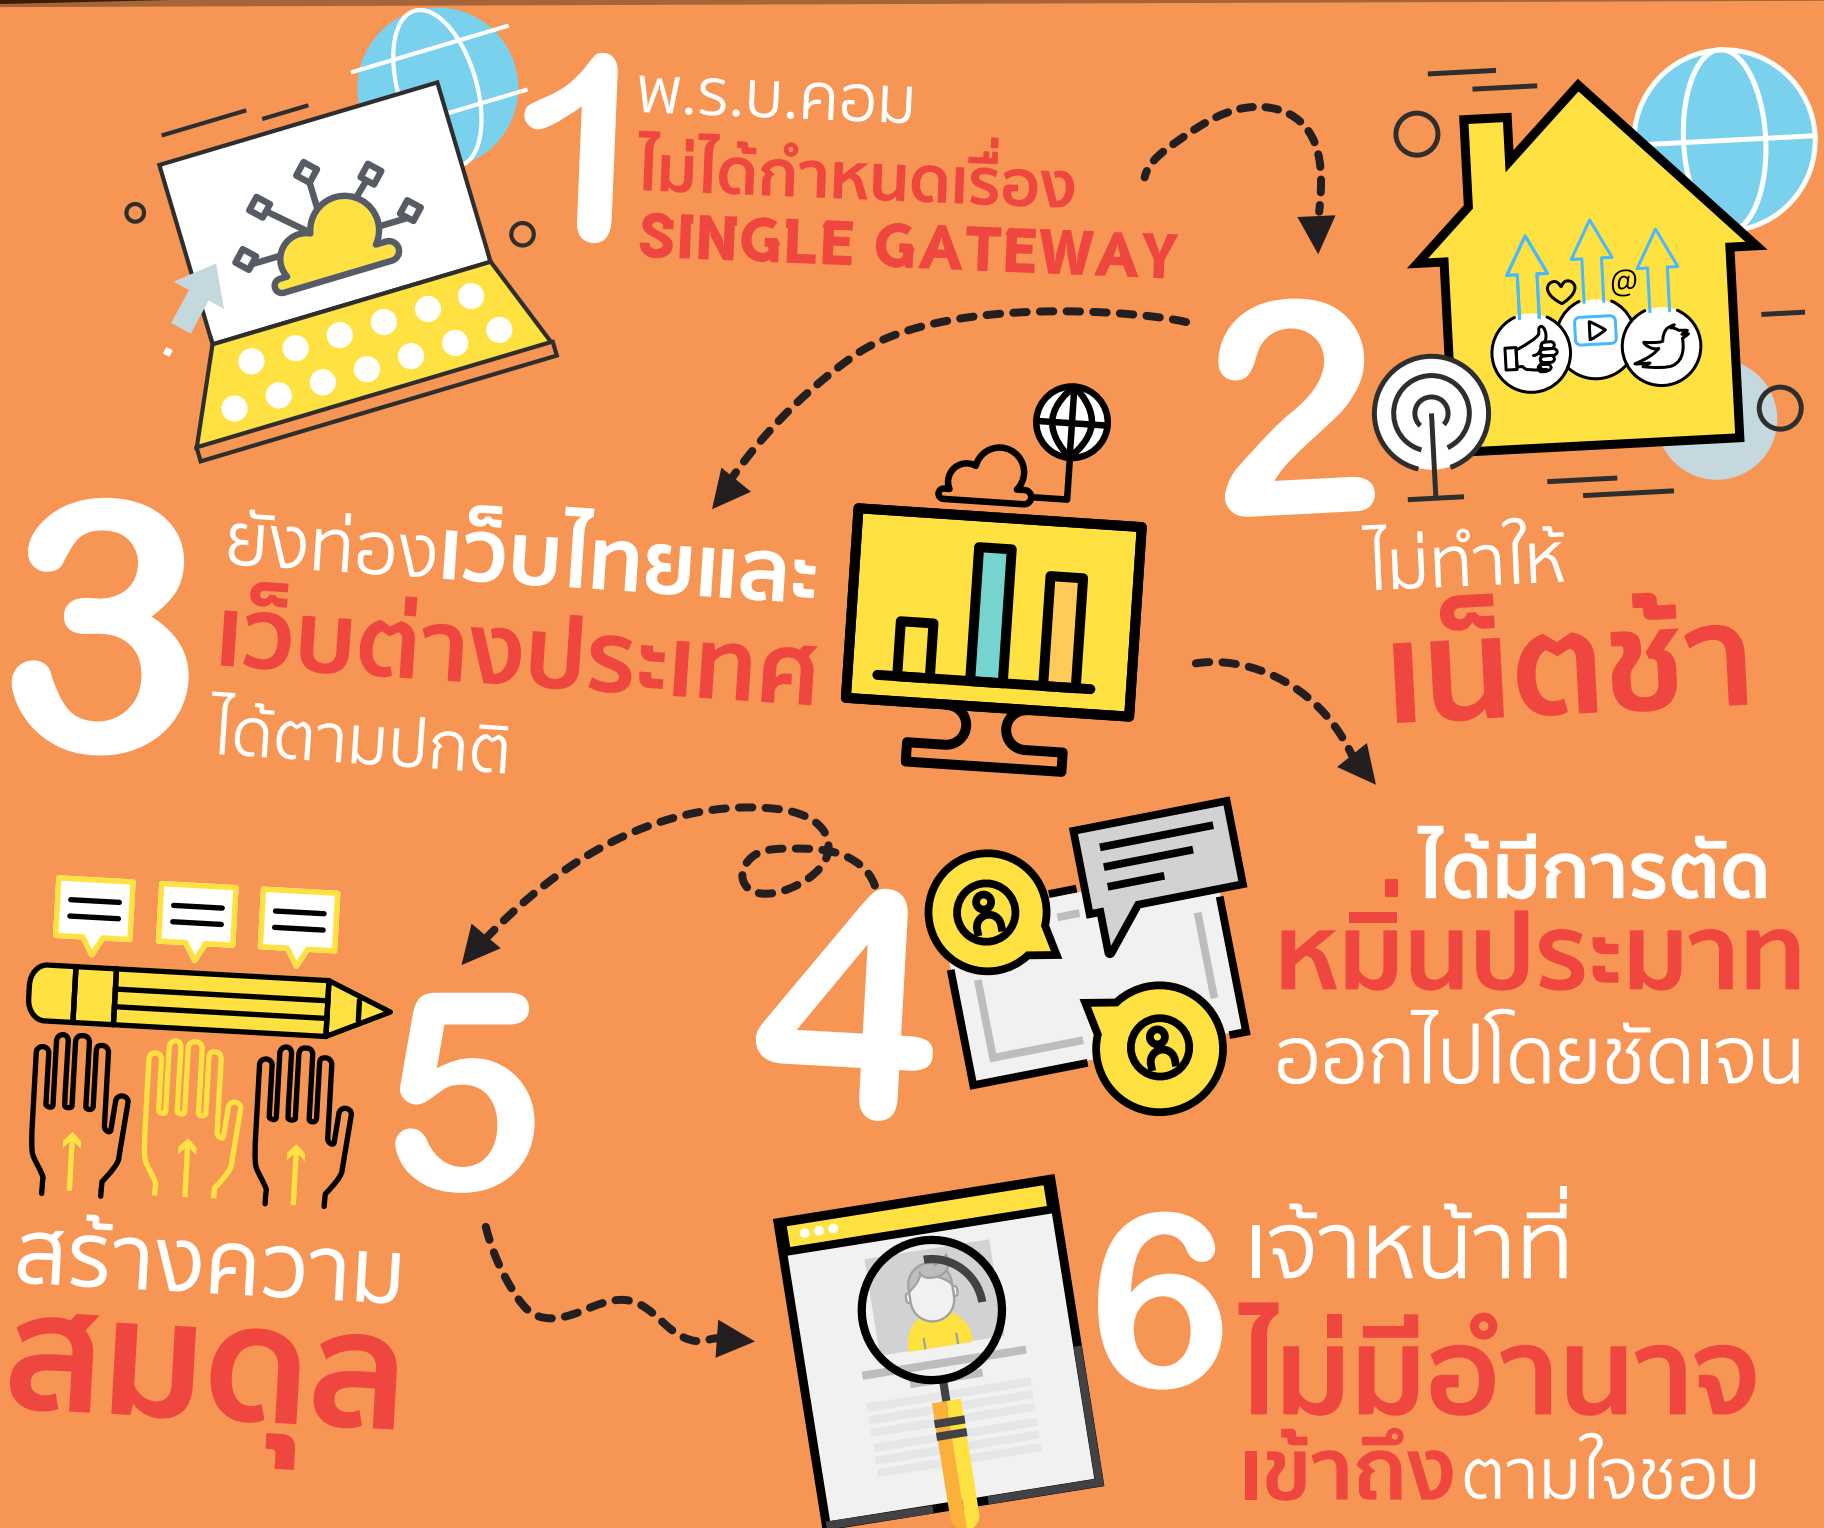 1
พ.ร.บ.คอม
ไม่ได้กำหนดเรื่อง
SINGLE GATEWAY
2
ไม่ทำให้
เน็ตช้า
3
ยังท่องเว็บไทยและ
เว็บต่างประเทศ
ได้ตามปกติ
4
ได้มีการตัด
หมิ่นประมาท
ออกไปโดยชัดเจน
5
สร้างความ
สมดุล
6
เจ้าหน้าที่
ไม่มีอำนาจ
เข้าถึงตามใจชอบ
@